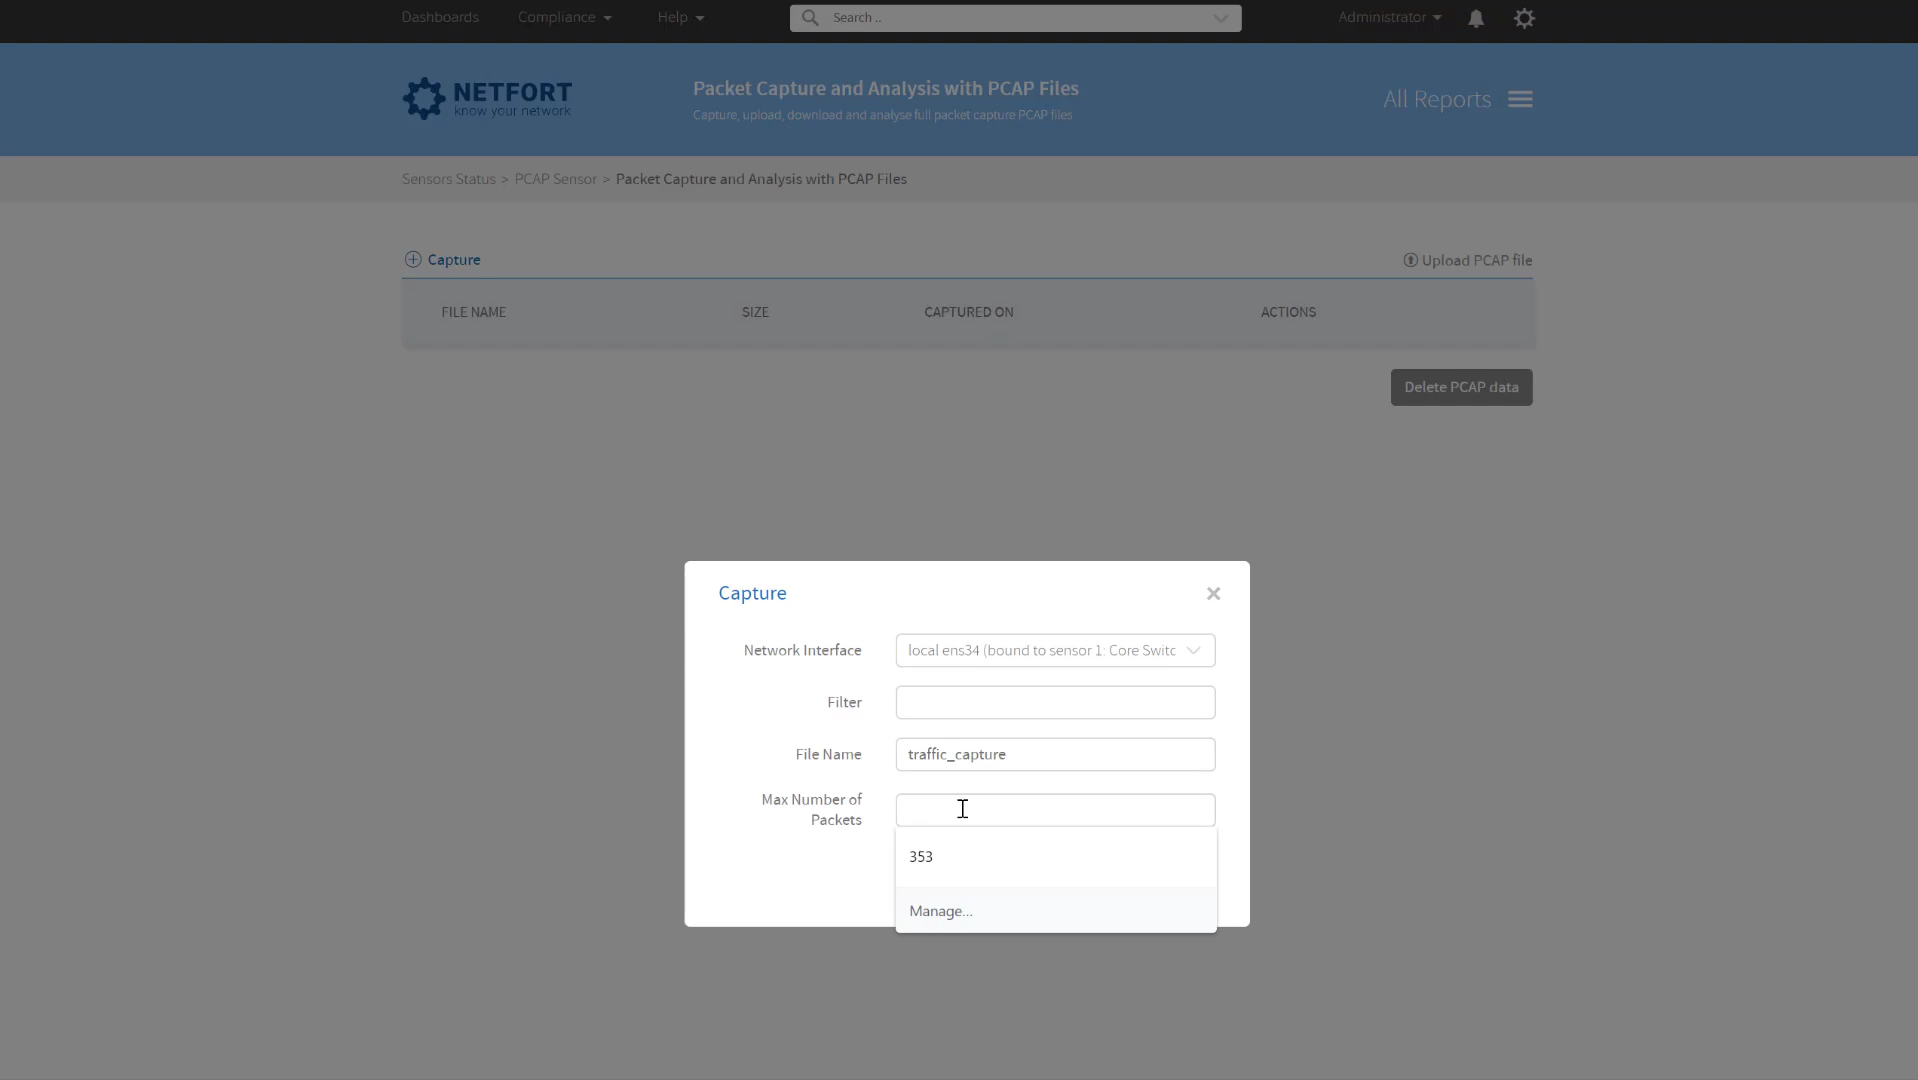 Dashboards Compliance Help Search .. Administrator
NETFORT
know your network
Packet Capture and Analysis with PCAP Files
Capture, upload, download and analyse full packet capture PCAP files
All Reports
Sensors Status > PCAP Sensor > Packet Capture and Analysis with PCAP Files
Capture
Upload PCAP file
FILE NAME SIZE CAPTURED ON ACTIONS
Delete PCAP data
Capture
Network Interface local ens34 (bound to sensor 1: Core Switc
Filter
File Name traffic_capture
Max Number of
Packets
353
Manage...